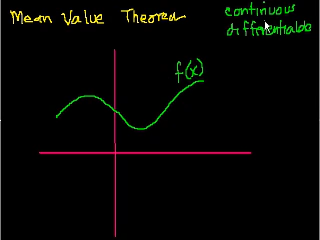 Mean Value Theorem
continuous
differentiable
f(x)